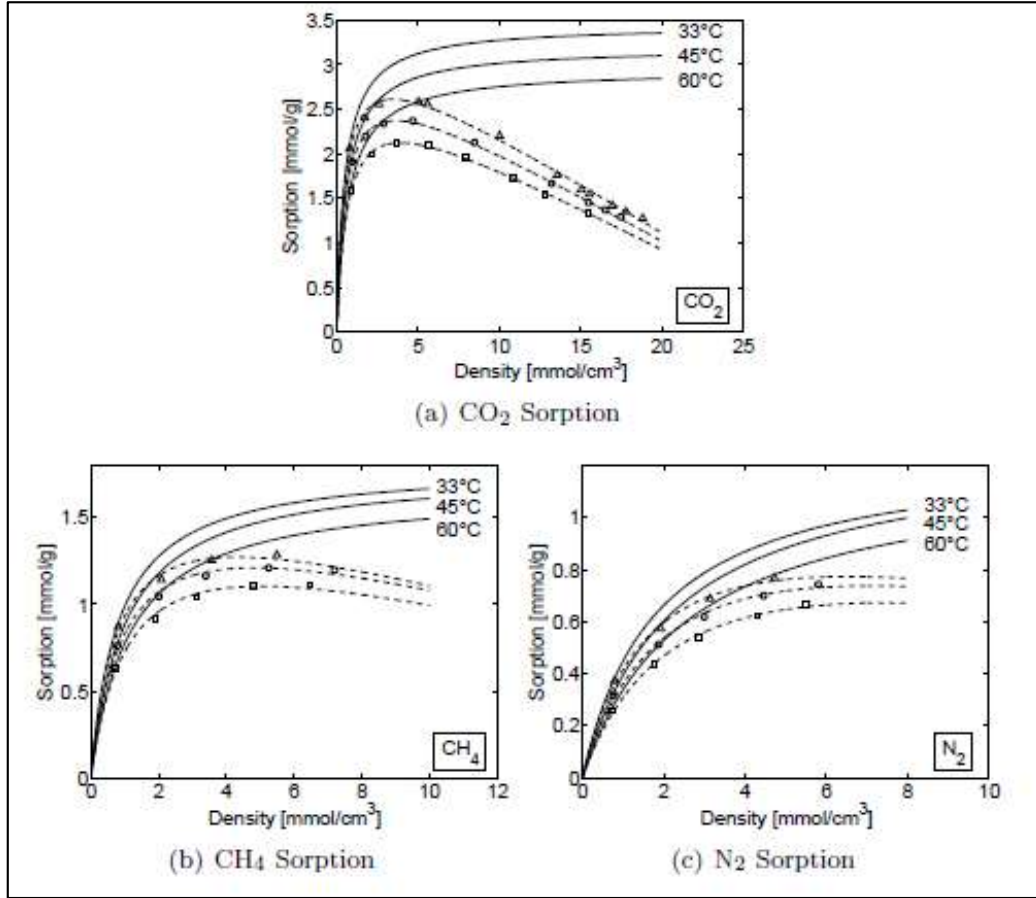 3.5
3
2.5
2
1.5
1
0.5
0
Sorption [mmol/g]
33°C
45°C
60°C
CO₂
0 5 10 15 20 25
Density [mmol/cm³]
(a) CO₂ Sorption
1.5
1
0.5
0
Sorption [mmol/g]
33°C
45°C
60°C
CH₄
0 2 4 6 8 10 12
Density [mmol/cm³]
(b) CH₄ Sorption
1
0.8
0.6
0.4
0.2
0
Sorption [mmol/g]
33°C
45°C
60°C
N₂
0 2 4 6 8 10
Density [mmol/cm³]
(c) N₂ Sorption